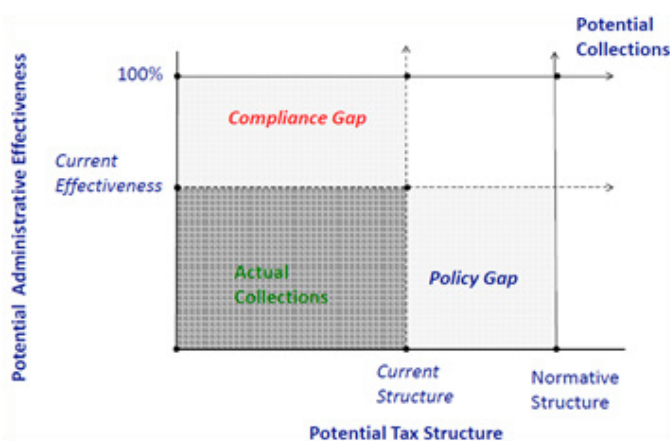 Potential
Collections
Potential Administrative Effectiveness
100%
Compliance Gap
Current
Effectiveness
Actual
Collections
Policy Gap
Current
Structure
Normative
Structure
Potential Tax Structure